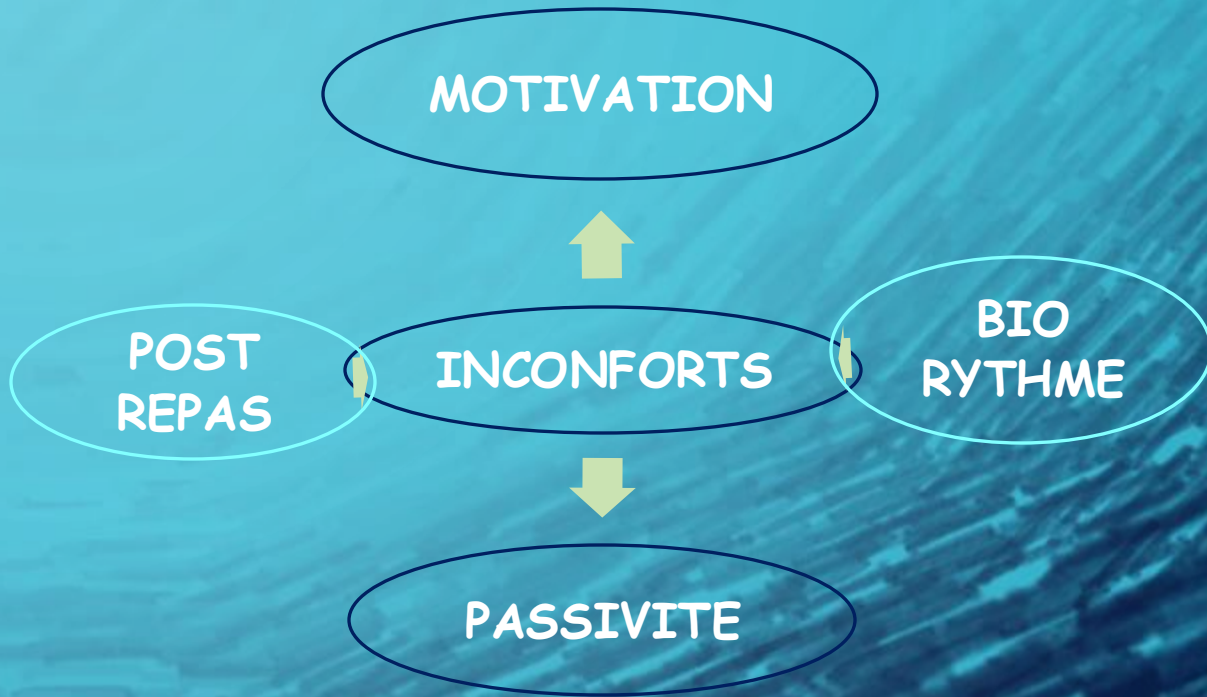 MOTIVATION
POST
REPAS
INCONFORTS
BIO
RYTHME
PASSIVITE